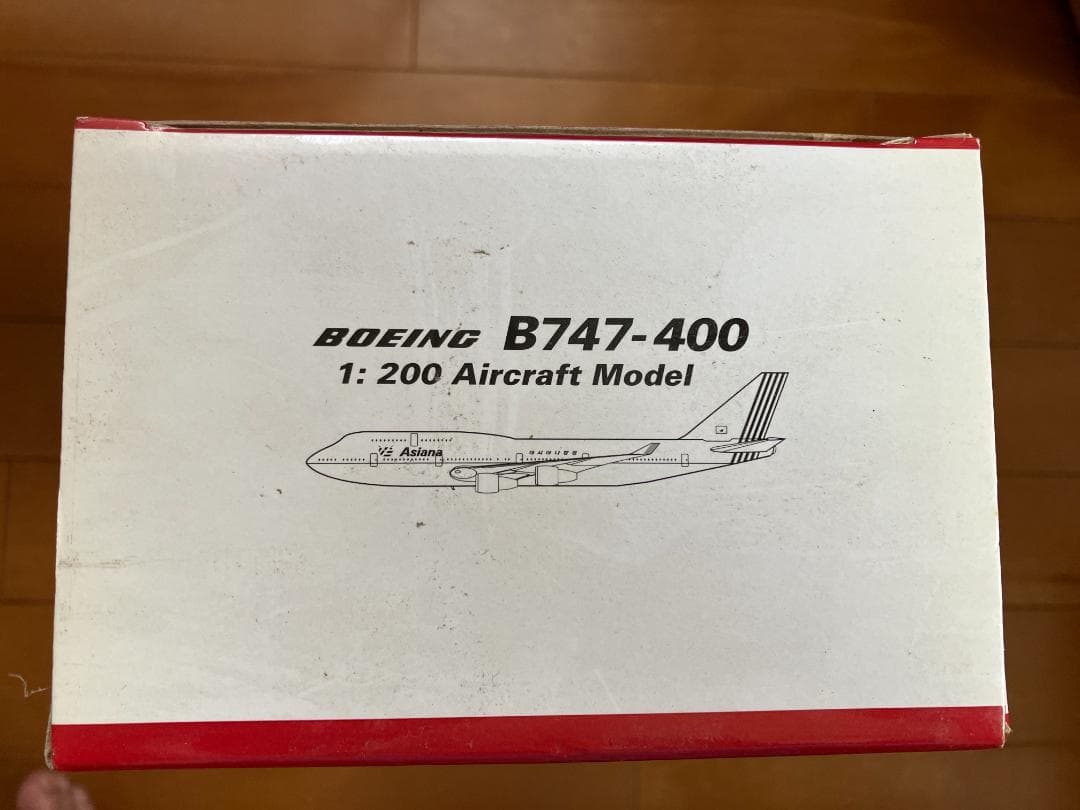 BOEING B747-400
1: 200 Aircraft Model
Asiana